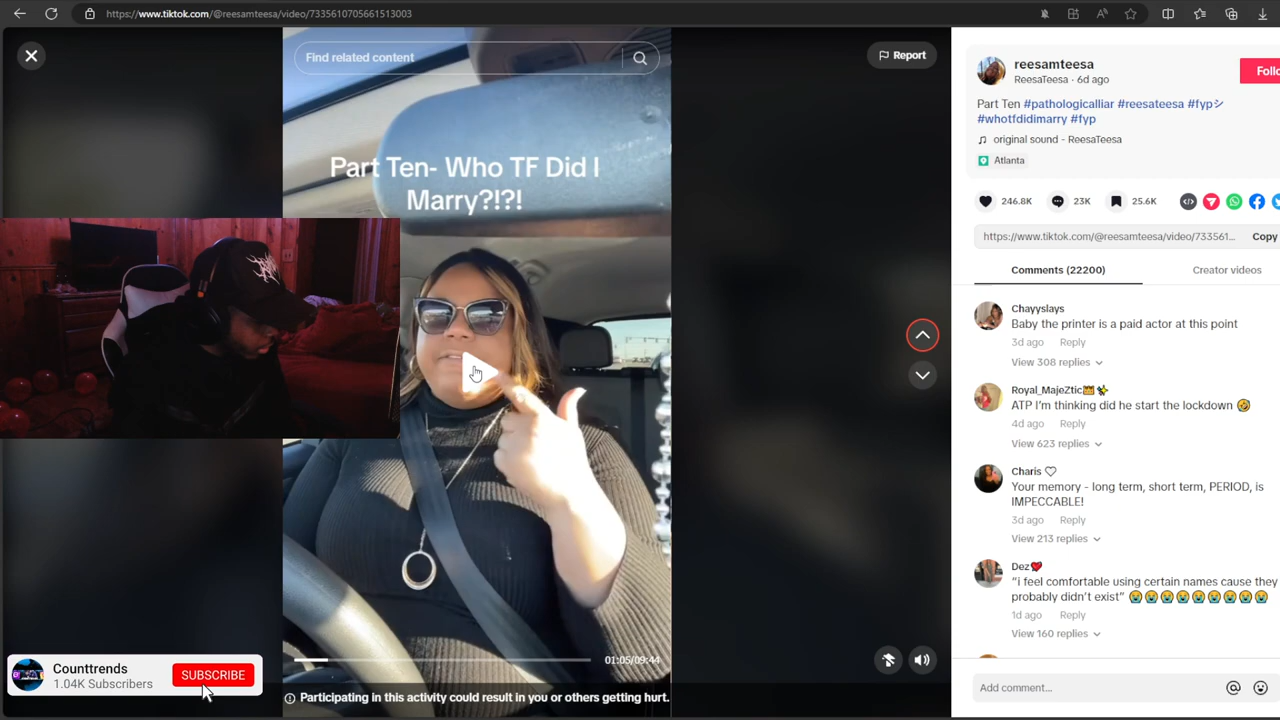 https://www.tiktok.com/@reesamteesa/video/7335610705661513003
Find related content
Report
Part Ten- Who TF Did I
Marry?!?!
01:05/09:44
Participating in this activity could result in you or others getting hurt.
Counttrends
1.04K Subscribers
SUBSCRIBE
reesamteesa
ReesaTeesa · 6d ago
Follo
Part Ten #pathologicalliar #reesateesa #fypシ
#whotfdidimarry #fyp
original sound - ReesaTeesa
Atlanta
246.8K
23K
25.6K
https://www.tiktok.com/@reesamteesa/video/733561...
Copy
Comments (22200)
Creator videos
Chayyslays
Baby the printer is a paid actor at this point
3d ago Reply
View 308 replies
Royal_MajeZtic👑
ATP I'm thinking did he start the lockdown 🤣
4d ago Reply
View 623 replies
Charis ♡
Your memory - long term, short term, PERIOD, is
IMPECCABLE!
3d ago Reply
View 213 replies
Dez❤️
"i feel comfortable using certain names cause they
probably didn't exist" 😭😭😭😭😭😭😭😭😭
1d ago Reply
View 160 replies
Add comment...